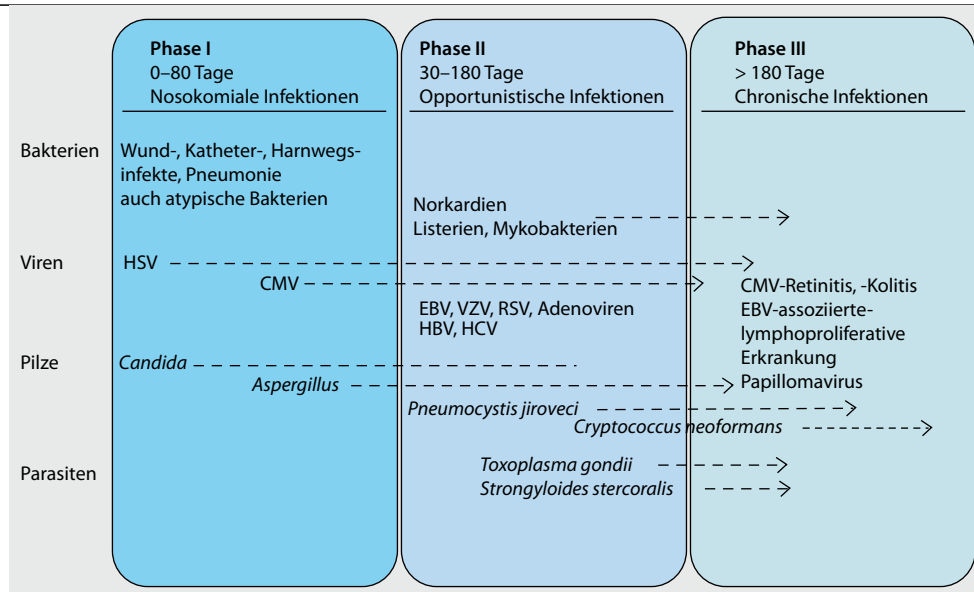 Phase I
0–80 Tage
Nosokomiale Infektionen
Phase II
30–180 Tage
Opportunistische Infektionen
Phase III
> 180 Tage
Chronische Infektionen
Bakterien
Wund-, Katheter-, Harnwegs-
infekte, Pneumonie
auch atypische Bakterien
Norkardien
Listerien, Mykobakterien
Viren
HSV
CMV
EBV, VZV, RSV, Adenoviren
HBV, HCV
CMV-Retinitis, -Kolitis
EBV-assoziierte-
lymphoproliferative
Erkrankung
Papillomavirus
Pilze
Candida
Aspergillus
Pneumocystis jiroveci
Cryptococcus neoformans
Parasiten
Toxoplasma gondii
Strongyloides stercoralis